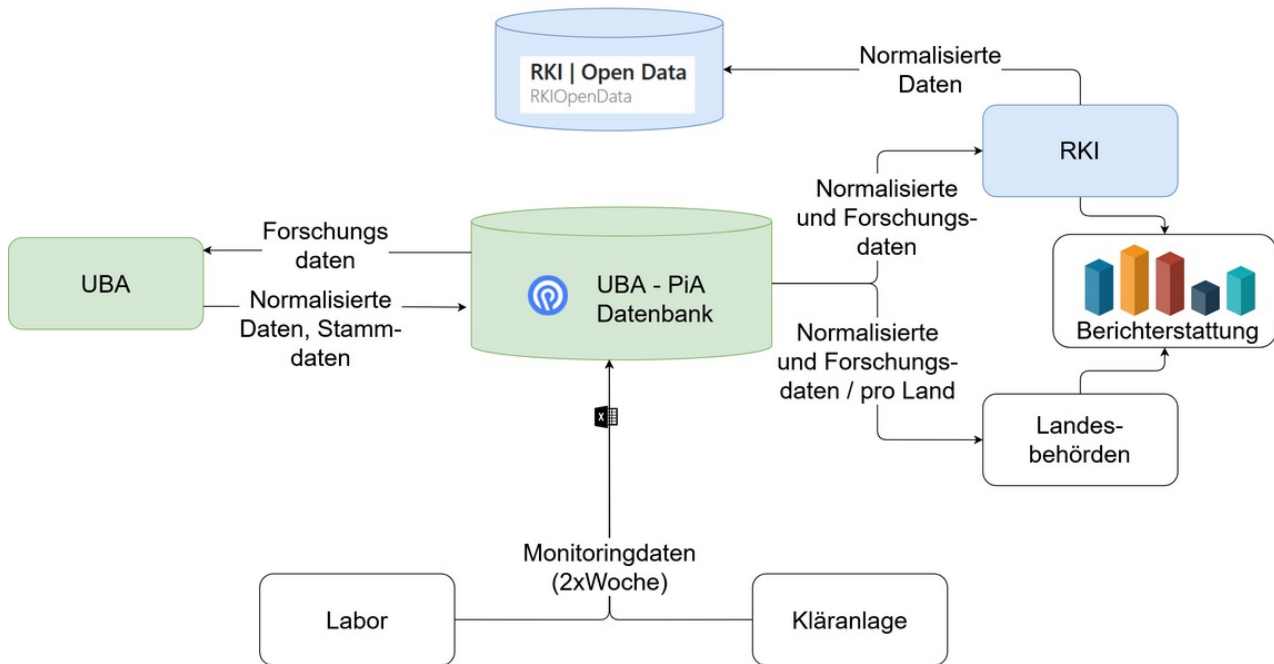 RKI | Open Data
RKIOpenData
Normalisierte
Daten
RKI
Normalisierte
und Forschungs-
daten
Forschungs
daten
UBA
Normalisierte
Daten, Stamm-
daten
UBA - PiA
Datenbank
Berichterstattung
Normalisierte
und Forschungs-
daten / pro Land
X
Landes-
behörden
Monitoringdaten
(2xWoche)
Labor
Kläranlage